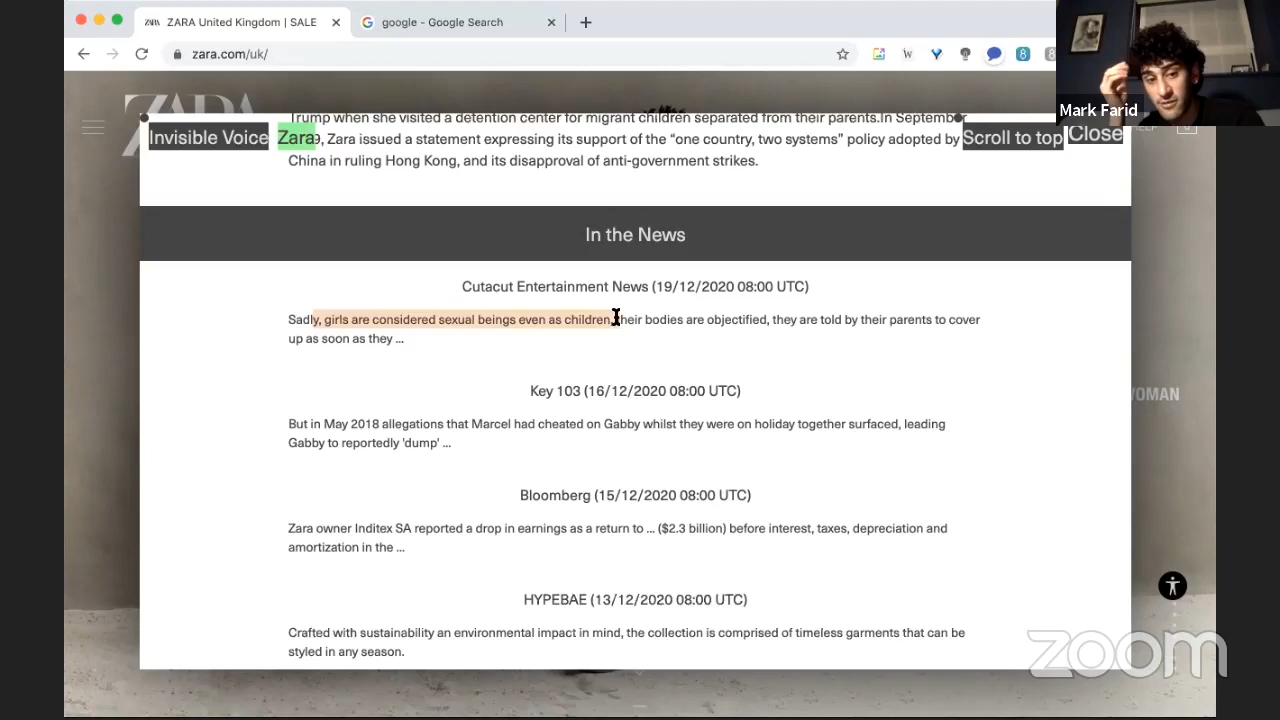 ZARA United Kingdom | SALE
google - Google Search
zara.com/uk/
Mark Farid
ZARA
Trump when she visited a detention center for migrant children separated from their parents.In September
Invisible Voice Zara 9, Zara issued a statement expressing its support of the “one country, two systems” policy adopted by Scroll to top Close HELP
China in ruling Hong Kong, and its disapproval of anti-government strikes.
In the News
Cutacut Entertainment News (19/12/2020 08:00 UTC)
Sadly, girls are considered sexual beings even as children, their bodies are objectified, they are told by their parents to cover
up as soon as they ...
Key 103 (16/12/2020 08:00 UTC)
WOMAN
But in May 2018 allegations that Marcel had cheated on Gabby whilst they were on holiday together surfaced, leading
Gabby to reportedly 'dump' ...
Bloomberg (15/12/2020 08:00 UTC)
Zara owner Inditex SA reported a drop in earnings as a return to ... ($2.3 billion) before interest, taxes, depreciation and
amortization in the ...
HYPEBAE (13/12/2020 08:00 UTC)
Crafted with sustainability an environmental impact in mind, the collection is comprised of timeless garments that can be
styled in any season.
zoom